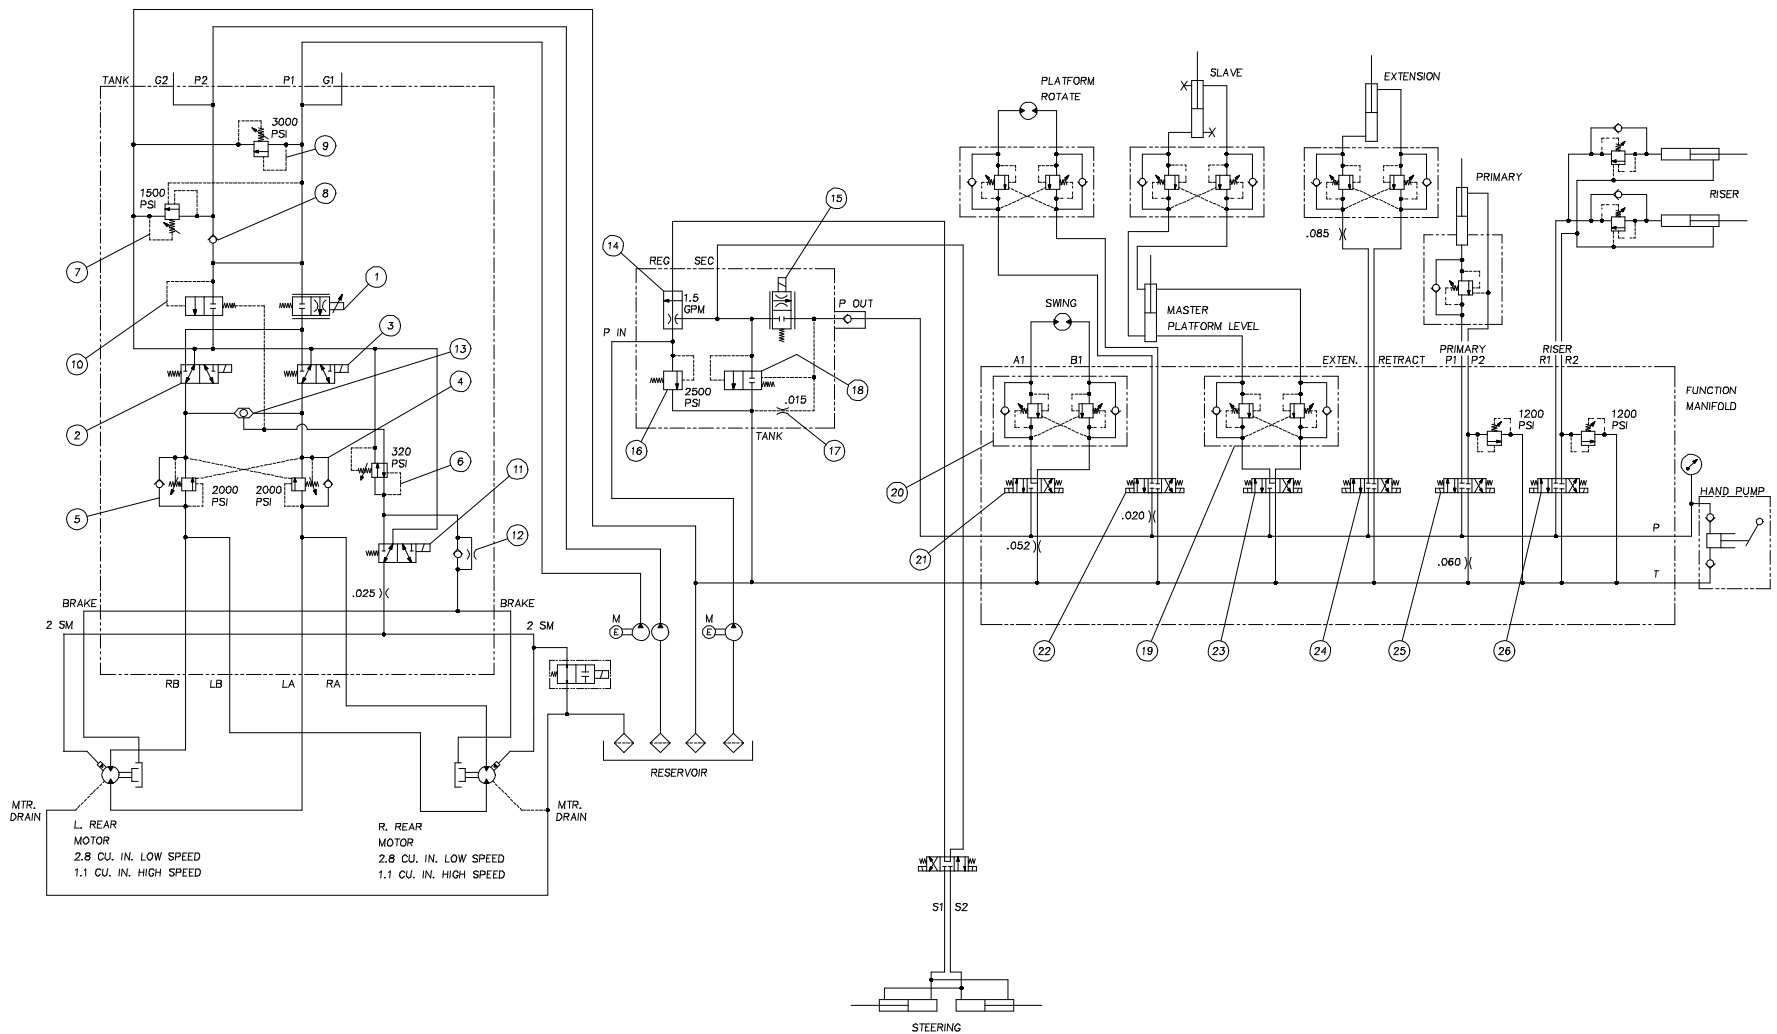 TANK G2 P2 P1 G1
3000
PSI
9
1500
PSI
8
7
1
10
3
13
4
2
320
PSI
6
11
2000
PSI
2000
PSI
5
12
.025
BRAKE
BRAKE
2 SM
2 SM
RB LB LA RA
MTR.
DRAIN
MTR.
DRAIN
L. REAR
MOTOR
2.8 CU. IN. LOW SPEED
1.1 CU. IN. HIGH SPEED
R. REAR
MOTOR
2.8 CU. IN. LOW SPEED
1.1 CU. IN. HIGH SPEED
M
E
M
E
RESERVOIR
14
15
REG SEC
1.5
GPM
P OUT
P IN
2500
PSI
.015
18
TANK
16
17
PLATFORM
ROTATE
SLAVE
EXTENSION
PRIMARY
RISER
.085
SWING
MASTER
PLATFORM LEVEL
A1 B1
EXTEN. RETRACT
PRIMARY
P1 P2
RISER
R1 R2
FUNCTION
MANIFOLD
1200
PSI
1200
PSI
HAND PUMP
20
.020
.052
.060
P
T
21
22
19
23
24
25
26
S1 S2
STEERING